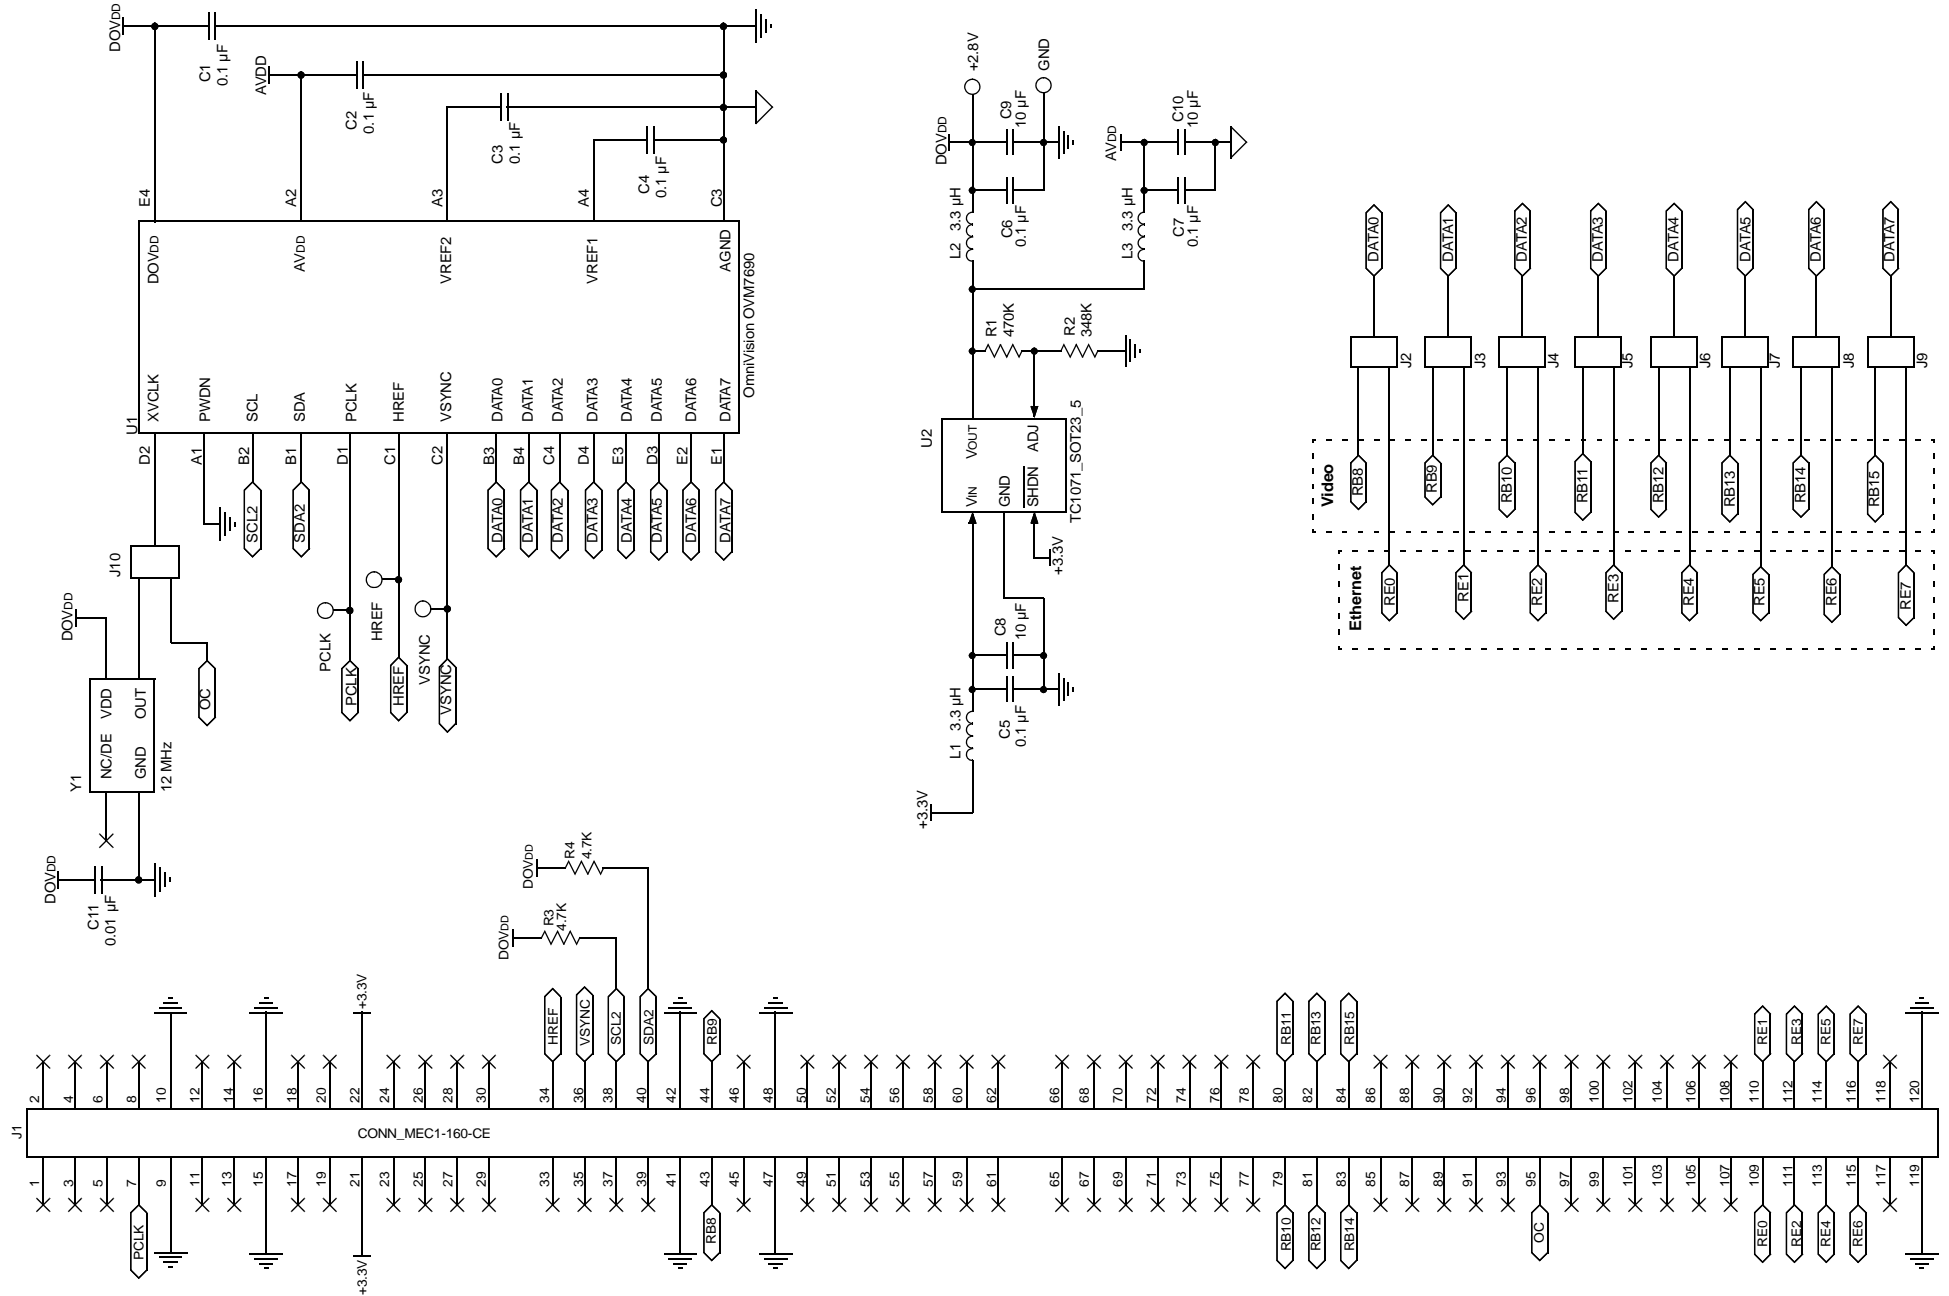 DOVDD
C1
0.1 µF
AVDD
C2
0.1 µF
C3
0.1 µF
C4
0.1 µF
E4
A2
A3
A4
C3
DOVDD
AVDD
VREF2
VREF1
AGND
OmniVision OVM7690
U1
XVCLK
PWDN
SCL
SDA
PCLK
HREF
VSYNC
DATA0
DATA1
DATA2
DATA3
DATA4
DATA5
DATA6
DATA7
D2
A1
B2
B1
D1
C1
C2
B3
B4
C4
D4
E3
D3
E2
E1
SCL2
SDA2
DATA0
DATA1
DATA2
DATA3
DATA4
DATA5
DATA6
DATA7
J10
DOVDD
OC
PCLK
PCLK
HREF
HREF
VSYNC
VSYNC
Y1
NC/DE
VDD
GND
OUT
12 MHz
DOVDD
C11
0.01 µF
+2.8V
GND
DOVDD
C9
10 µF
C6
0.1 µF
L2 3.3 µH
AVDD
C10
10 µF
C7
0.1 µF
L3 3.3 µH
R1
470K
R2
348K
U2
VIN
VOUT
GND
SHDN
ADJ
TC1071_SOT23_5
+3.3V
C8
10 µF
C5
0.1 µF
L1 3.3 µH
+3.3V
DATA0
DATA1
DATA2
DATA3
DATA4
DATA5
DATA6
DATA7
J2
J3
J4
J5
J6
J7
J8
J9
Video
RB8
RB9
RB10
RB11
RB12
RB13
RB14
RB15
Ethernet
RE0
RE1
RE2
RE3
RE4
RE5
RE6
RE7
DOVDD
R4
4.7K
DOVDD
R3
4.7K
+3.3V
HREF
VSYNC
SCL2
SDA2
RB9
RB11
RB13
RB15
RE1
RE3
RE5
RE7
2
4
6
8
10
12
14
16
18
20
22
24
26
28
30
34
36
38
40
42
44
46
48
50
52
54
56
58
60
62
66
68
70
72
74
76
78
80
82
84
86
88
90
92
94
96
98
100
102
104
106
108
110
112
114
116
118
120
J1
CONN_MEC1-160-CE
1
3
5
7
9
11
13
15
17
19
21
23
25
27
29
33
35
37
39
41
43
45
47
49
51
53
55
57
59
61
65
67
69
71
73
75
77
79
81
83
85
87
89
91
93
95
97
99
101
103
105
107
109
111
113
115
117
119
PCLK
+3.3V
RB8
RB10
RB12
RB14
OC
RE0
RE2
RE4
RE6